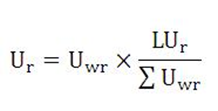 U_r = U_wr × LU_r / ∑ U_wr